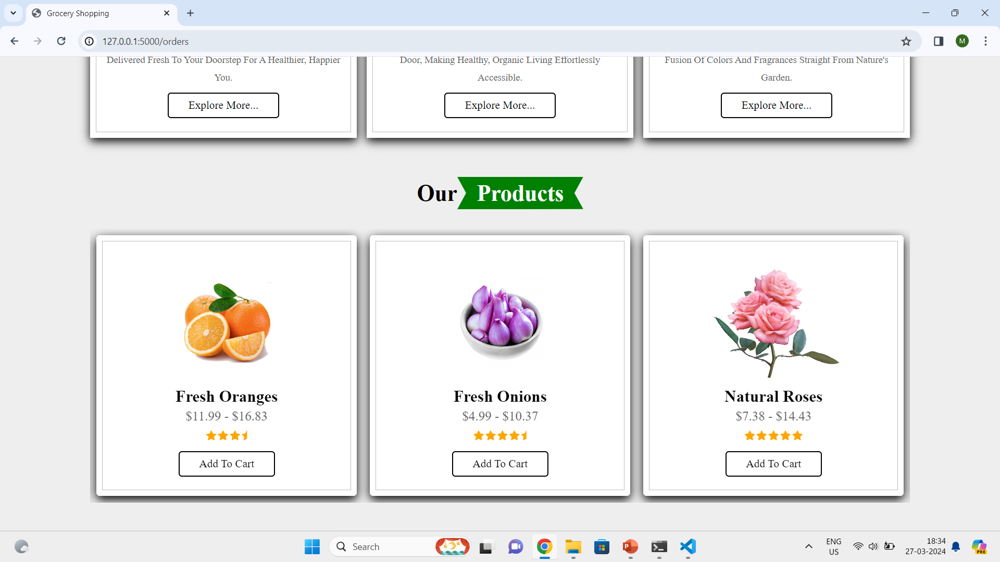 Grocery Shopping
127.0.0.1:5000/orders
M
Delivered Fresh To Your Doorstep For A Healthier, Happier
You.
Explore More...
Door, Making Healthy, Organic Living Effortlessly
Accessible.
Explore More...
Fusion Of Colors And Fragrances Straight From Nature's
Garden.
Explore More...
Our Products
Fresh Oranges
$11.99 - $16.83
Add To Cart
Fresh Onions
$4.99 - $10.37
Add To Cart
Natural Roses
$7.38 - $14.43
Add To Cart
Search
P
ENG
US
18:34
27-03-2024
PRE